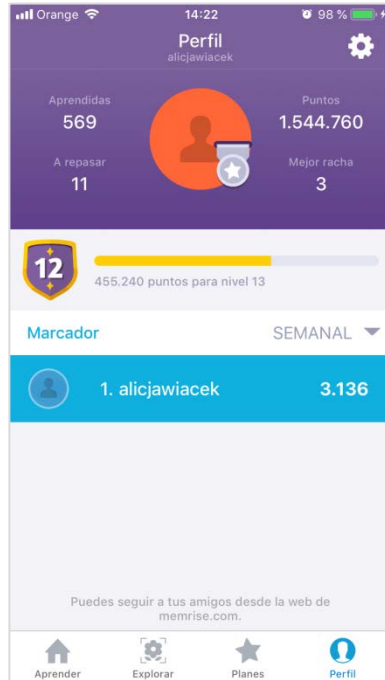 Orange 14:22 98 %
Perfil
alicjawiacek
Aprendidas
569
Puntos
1.544.760
A repasar
11
Mejor racha
3
12
455.240 puntos para nivel 13
Marcador SEMANAL
1. alicjawiacek 3.136
Puedes seguir a tus amigos desde la web de
memrise.com.
Aprender Explorar Planes Perfil